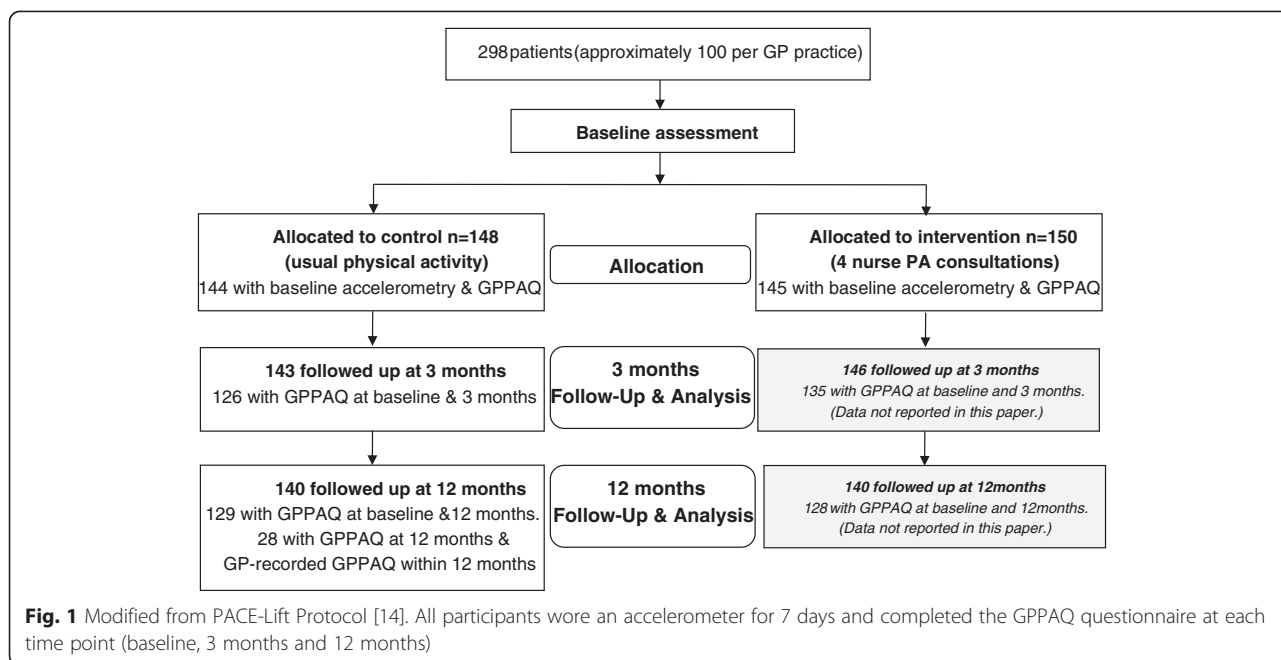 298 patients (approximately 100 per GP practice)
Baseline assessment
Allocated to control n=148
(usual physical activity)
144 with baseline accelerometry & GPPAQ
Allocation
Allocated to intervention n=150
(4 nurse PA consultations)
145 with baseline accelerometry & GPPAQ
143 followed up at 3 months
126 with GPPAQ at baseline & 3 months
3 months
Follow-Up & Analysis
146 followed up at 3 months
135 with GPPAQ at baseline and 3 months.
(Data not reported in this paper.)
140 followed up at 12 months
129 with GPPAQ at baseline &12 months.
28 with GPPAQ at 12 months &
GP-recorded GPPAQ within 12 months
12 months
Follow-Up & Analysis
140 followed up at 12months
128 with GPPAQ at baseline and 12months.
(Data not reported in this paper.)
Fig. 1 Modified from PACE-Lift Protocol [14]. All participants wore an accelerometer for 7 days and completed the GPPAQ questionnaire at each
time point (baseline, 3 months and 12 months)